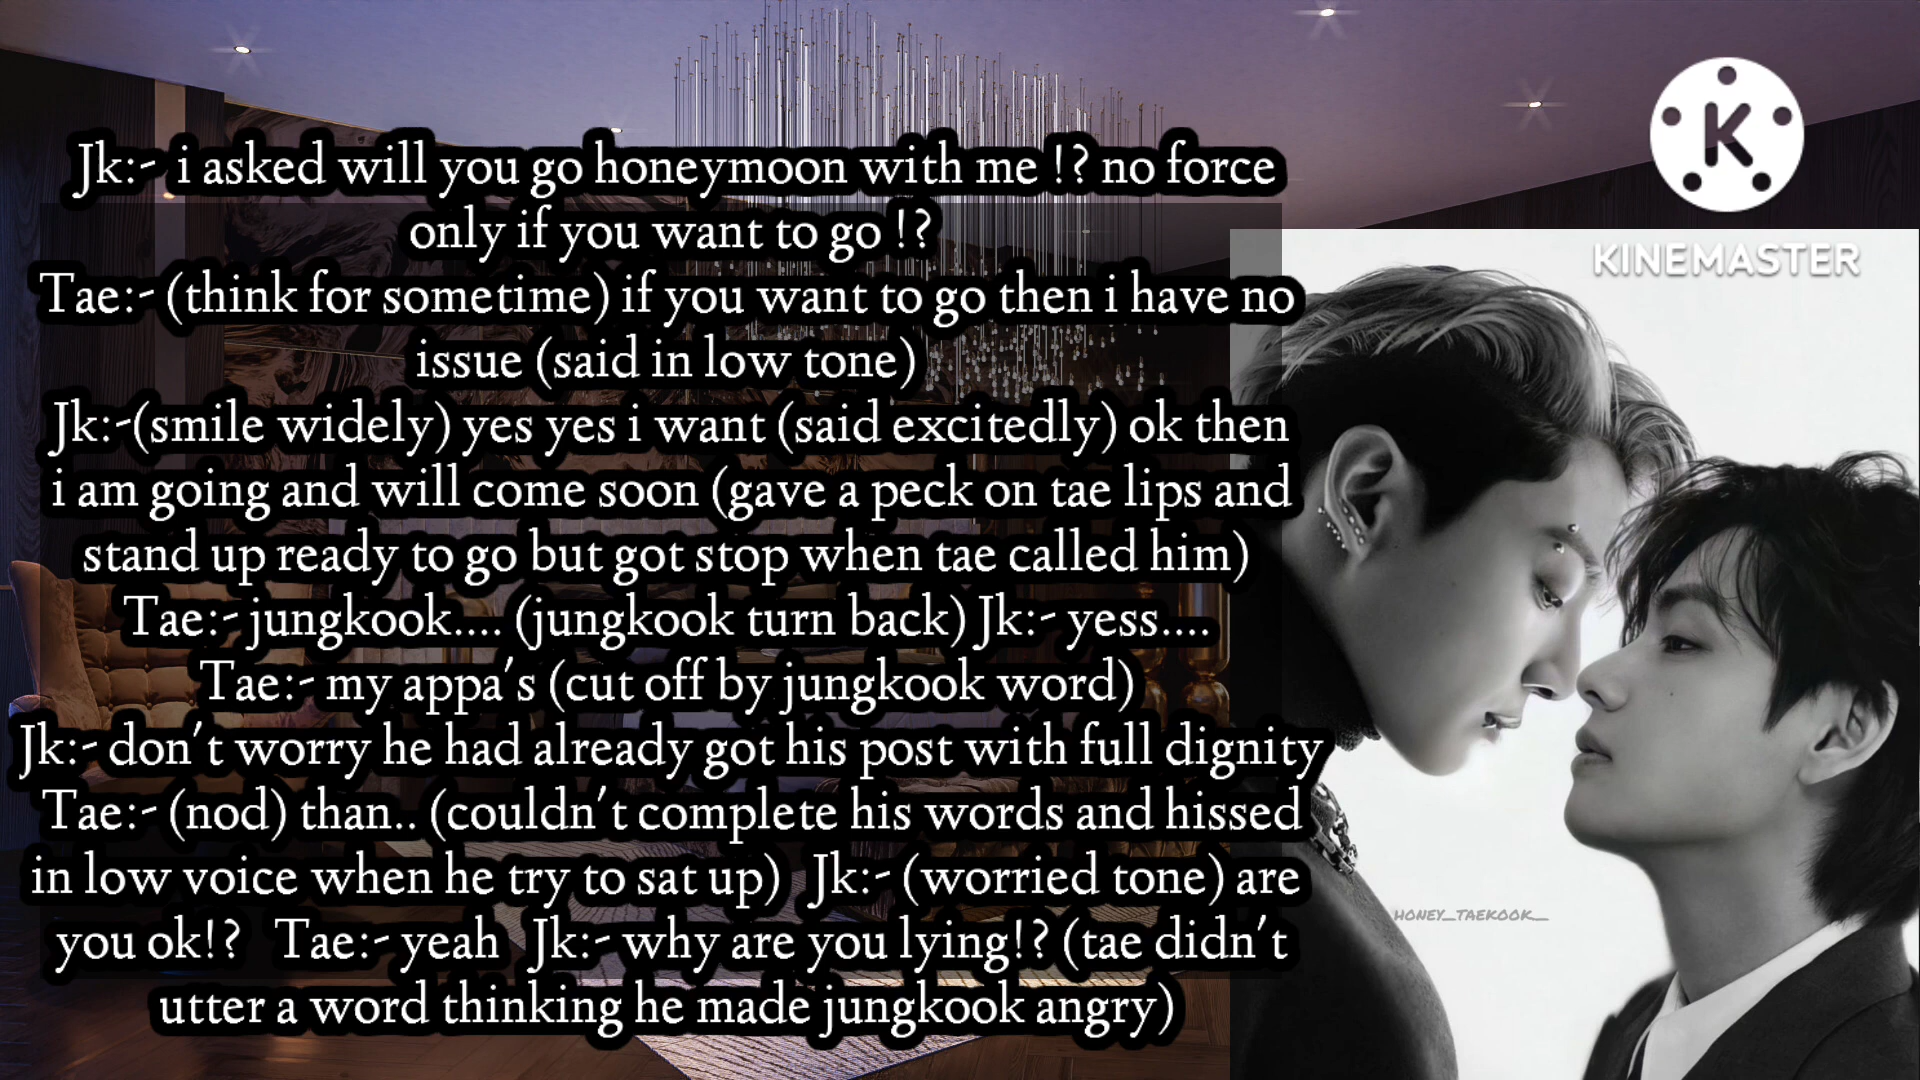 Jk:- i asked will you go honeymoon with me !? no force
only if you want to go !?
Tae:- (think for sometime) if you want to go then i have no
issue (said in low tone)
Jk:-(smile widely) yes yes i want (said excitedly) ok then
i am going and will come soon (gave a peck on tae lips and
stand up ready to go but got stop when tae called him)
Tae:- jungkook.... (jungkook turn back) Jk:- yess....
Tae:- my appa's (cut off by jungkook word)
Jk:- don't worry he had already got his post with full dignity
Tae:- (nod) than.. (couldn't complete his words and hissed
in low voice when he try to sat up) Jk:- (worried tone) are
you ok!? Tae:- yeah Jk:- why are you lying!? (tae didn't
utter a word thinking he made jungkook angry)
K
KINEMASTER
HONEY_TAEKOOK_